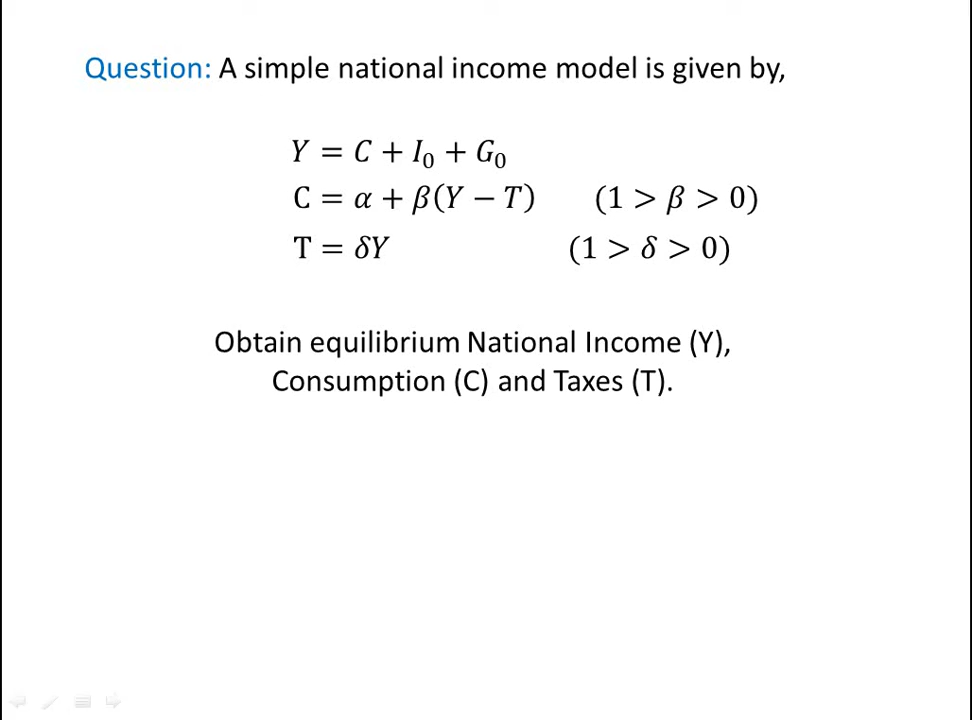 Question: A simple national income model is given by,
𝑌 = 𝐶 + 𝐼₀ + 𝐺₀
C = 𝛼 + 𝛽(𝑌 − 𝑇) (1 > 𝛽 > 0)
T = 𝛿𝑌 (1 > 𝛿 > 0)
Obtain equilibrium National Income (Y),
Consumption (C) and Taxes (T).